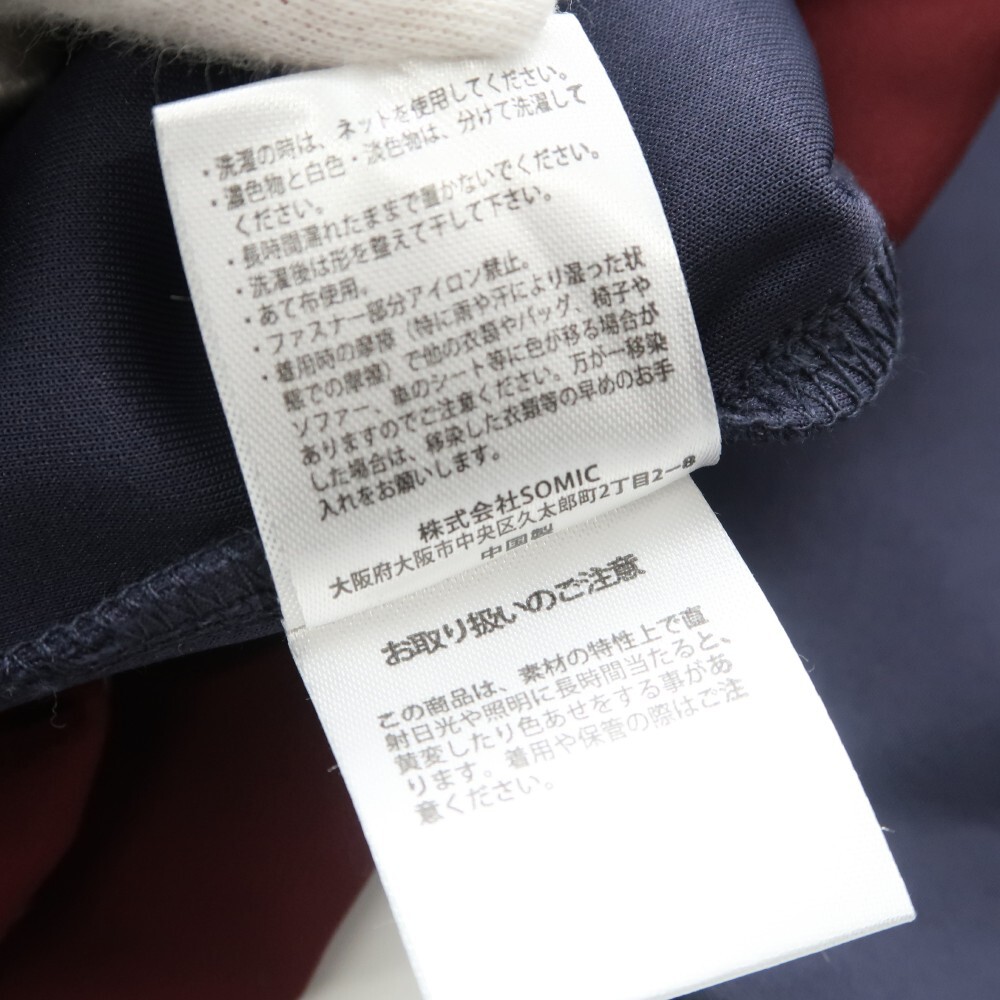 ・洗濯の時は、ネットを使用してください。
・濃色物と白色・淡色物は、分けて洗濯して
ください。
・長時間濡れたままで置かないでください。
・洗濯後は形を整えて干して下さい。
・あて布使用。
・ファスナー部分アイロン禁止。
・着用時の摩擦（特に雨や汗により湿った状
態での摩擦）で他の衣類やバッグ、椅子や
ソファー、車のシート等に色が移る場合が
ありますのでご注意ください。万が一移染
した場合は、移染した衣類等の早めのお手
入れをお願いします。
株式会社SOMIC
大阪府大阪市中央区久太郎町2丁目2−8
中国製
お取り扱いのご注意
この商品は、素材の特性上で直
射日光や照明に長時間当たると、
黄変したり色あせをする事があ
ります。着用や保管の際はご注
意ください。